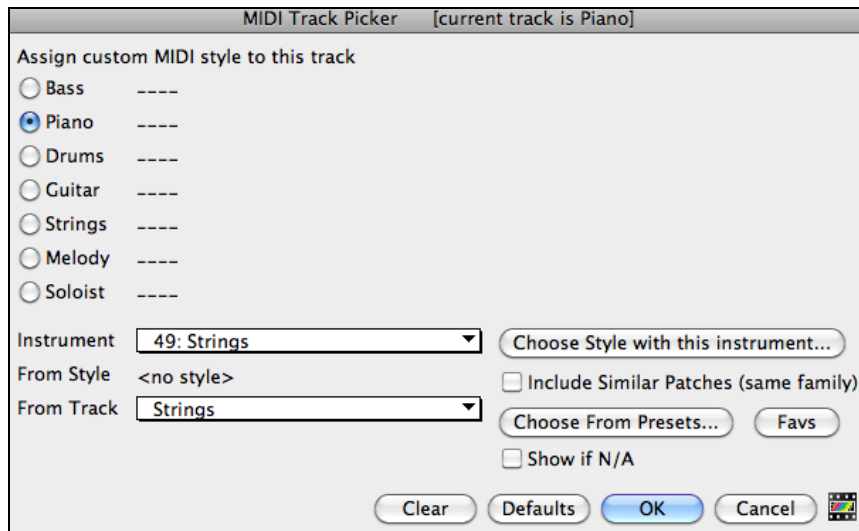 MIDI Track Picker [current track is Piano]
Assign custom MIDI style to this track
Bass ----
Piano ----
Drums ----
Guitar ----
Strings ----
Melody ----
Soloist ----
Instrument 49: Strings Choose Style with this instrument...
From Style <no style> Include Similar Patches (same family)
From Track Strings Choose From Presets... Favs
Show if N/A
Clear Defaults OK Cancel